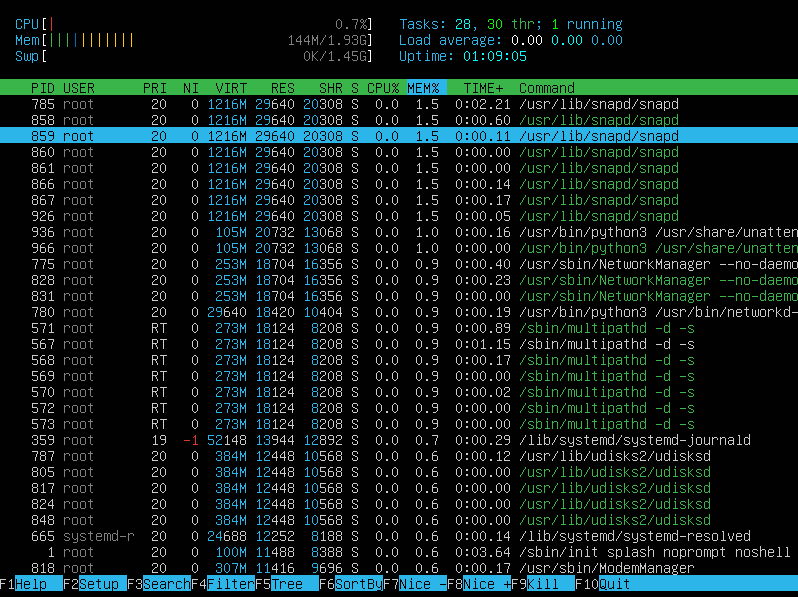 CPU[| 0.7%] Tasks: 28, 30 thr; 1 running
Mem[||||||||||| 144M/1.93G] Load average: 0.00 0.00 0.00
Swp[ 0K/1.45G] Uptime: 01:09:05
PID USER PRI NI VIRT RES SHR S CPU% MEM% TIME+ Command
785 root 20 0 1216M 29640 20308 S 0.0 1.5 0:02.21 /usr/lib/snapd/snapd
858 root 20 0 1216M 29640 20308 S 0.0 1.5 0:00.60 /usr/lib/snapd/snapd
859 root 20 0 1216M 29640 20308 S 0.0 1.5 0:00.11 /usr/lib/snapd/snapd
860 root 20 0 1216M 29640 20308 S 0.0 1.5 0:00.00 /usr/lib/snapd/snapd
861 root 20 0 1216M 29640 20308 S 0.0 1.5 0:00.00 /usr/lib/snapd/snapd
866 root 20 0 1216M 29640 20308 S 0.0 1.5 0:00.14 /usr/lib/snapd/snapd
867 root 20 0 1216M 29640 20308 S 0.0 1.5 0:00.17 /usr/lib/snapd/snapd
926 root 20 0 1216M 29640 20308 S 0.0 1.5 0:00.05 /usr/lib/snapd/snapd
936 root 20 0 105M 20732 13068 S 0.0 1.0 0:00.16 /usr/bin/python3 /usr/share/unatten
966 root 20 0 105M 20732 13068 S 0.0 1.0 0:00.00 /usr/bin/python3 /usr/share/unatten
775 root 20 0 253M 18704 16356 S 0.0 0.9 0:00.40 /usr/sbin/NetworkManager --no-daemo
828 root 20 0 253M 18704 16356 S 0.0 0.9 0:00.23 /usr/sbin/NetworkManager --no-daemo
831 root 20 0 253M 18704 16356 S 0.0 0.9 0:00.00 /usr/sbin/NetworkManager --no-daemo
780 root 20 0 29640 18420 10404 S 0.0 0.9 0:00.19 /usr/bin/python3 /usr/bin/networkd-
571 root RT 0 273M 18124 8208 S 0.0 0.9 0:00.89 /sbin/multipathd -d -s
567 root RT 0 273M 18124 8208 S 0.0 0.9 0:01.15 /sbin/multipathd -d -s
568 root RT 0 273M 18124 8208 S 0.0 0.9 0:00.17 /sbin/multipathd -d -s
569 root RT 0 273M 18124 8208 S 0.0 0.9 0:00.00 /sbin/multipathd -d -s
570 root RT 0 273M 18124 8208 S 0.0 0.9 0:00.02 /sbin/multipathd -d -s
572 root RT 0 273M 18124 8208 S 0.0 0.9 0:00.00 /sbin/multipathd -d -s
573 root RT 0 273M 18124 8208 S 0.0 0.9 0:00.00 /sbin/multipathd -d -s
359 root 19 -1 52148 13944 12892 S 0.0 0.7 0:00.29 /lib/systemd/systemd-journald
787 root 20 0 384M 12448 10568 S 0.0 0.6 0:00.12 /usr/lib/udisks2/udisksd
805 root 20 0 384M 12448 10568 S 0.0 0.6 0:00.00 /usr/lib/udisks2/udisksd
817 root 20 0 384M 12448 10568 S 0.0 0.6 0:00.00 /usr/lib/udisks2/udisksd
824 root 20 0 384M 12448 10568 S 0.0 0.6 0:00.00 /usr/lib/udisks2/udisksd
848 root 20 0 384M 12448 10568 S 0.0 0.6 0:00.00 /usr/lib/udisks2/udisksd
665 systemd-r 20 0 24688 12252 8188 S 0.0 0.6 0:00.14 /lib/systemd/systemd-resolved
1 root 20 0 100M 11488 8388 S 0.0 0.6 0:03.64 /sbin/init splash noprompt noshell
818 root 20 0 307M 11416 9696 S 0.0 0.6 0:00.07 /usr/sbin/ModemManager
F1Help F2Setup F3SearchF4FilterF5Tree F6SortByF7Nice -F8Nice +F9Kill F10Quit